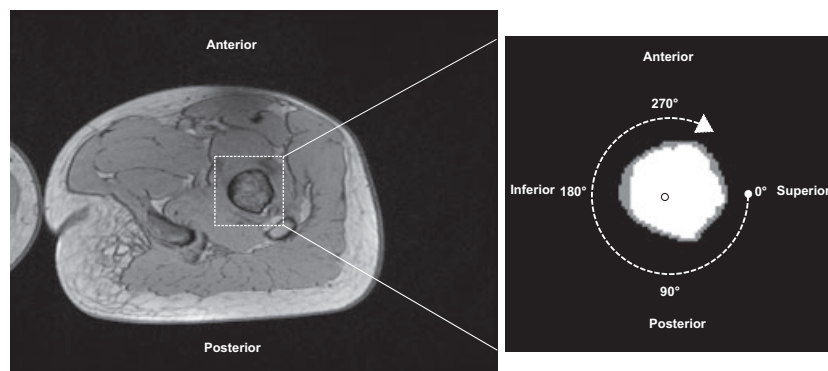 Anterior
Posterior
Anterior
270°
Inferior 180°
0° Superior
90°
Posterior